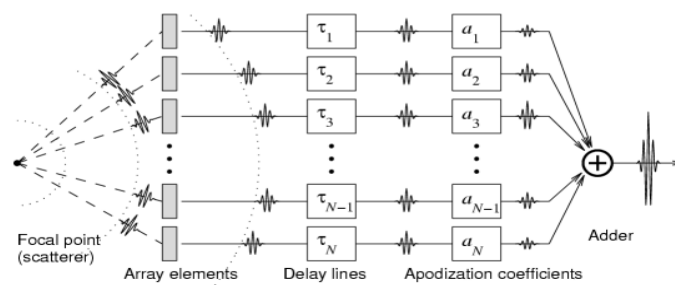 τ1 a1
τ2 a2
τ3 a3
τN−1 aN−1
τN aN
+
Focal point
(scatterer)
Array elements
Delay lines
Apodization coefficients
Adder